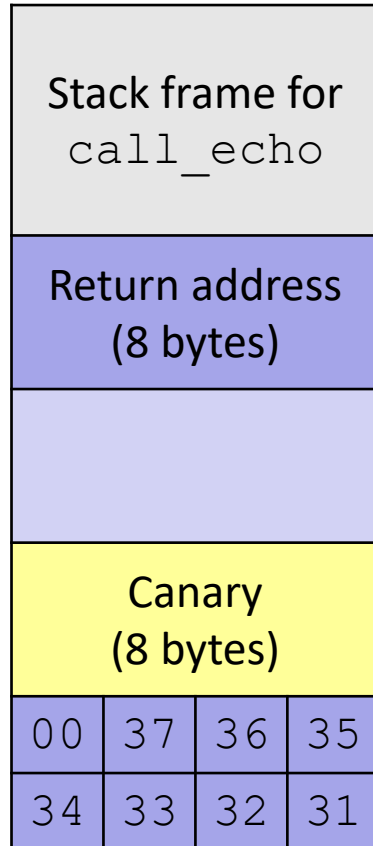 Stack frame for
call_echo
Return address
(8 bytes)
Canary
(8 bytes)
00 37 36 35
34 33 32 31